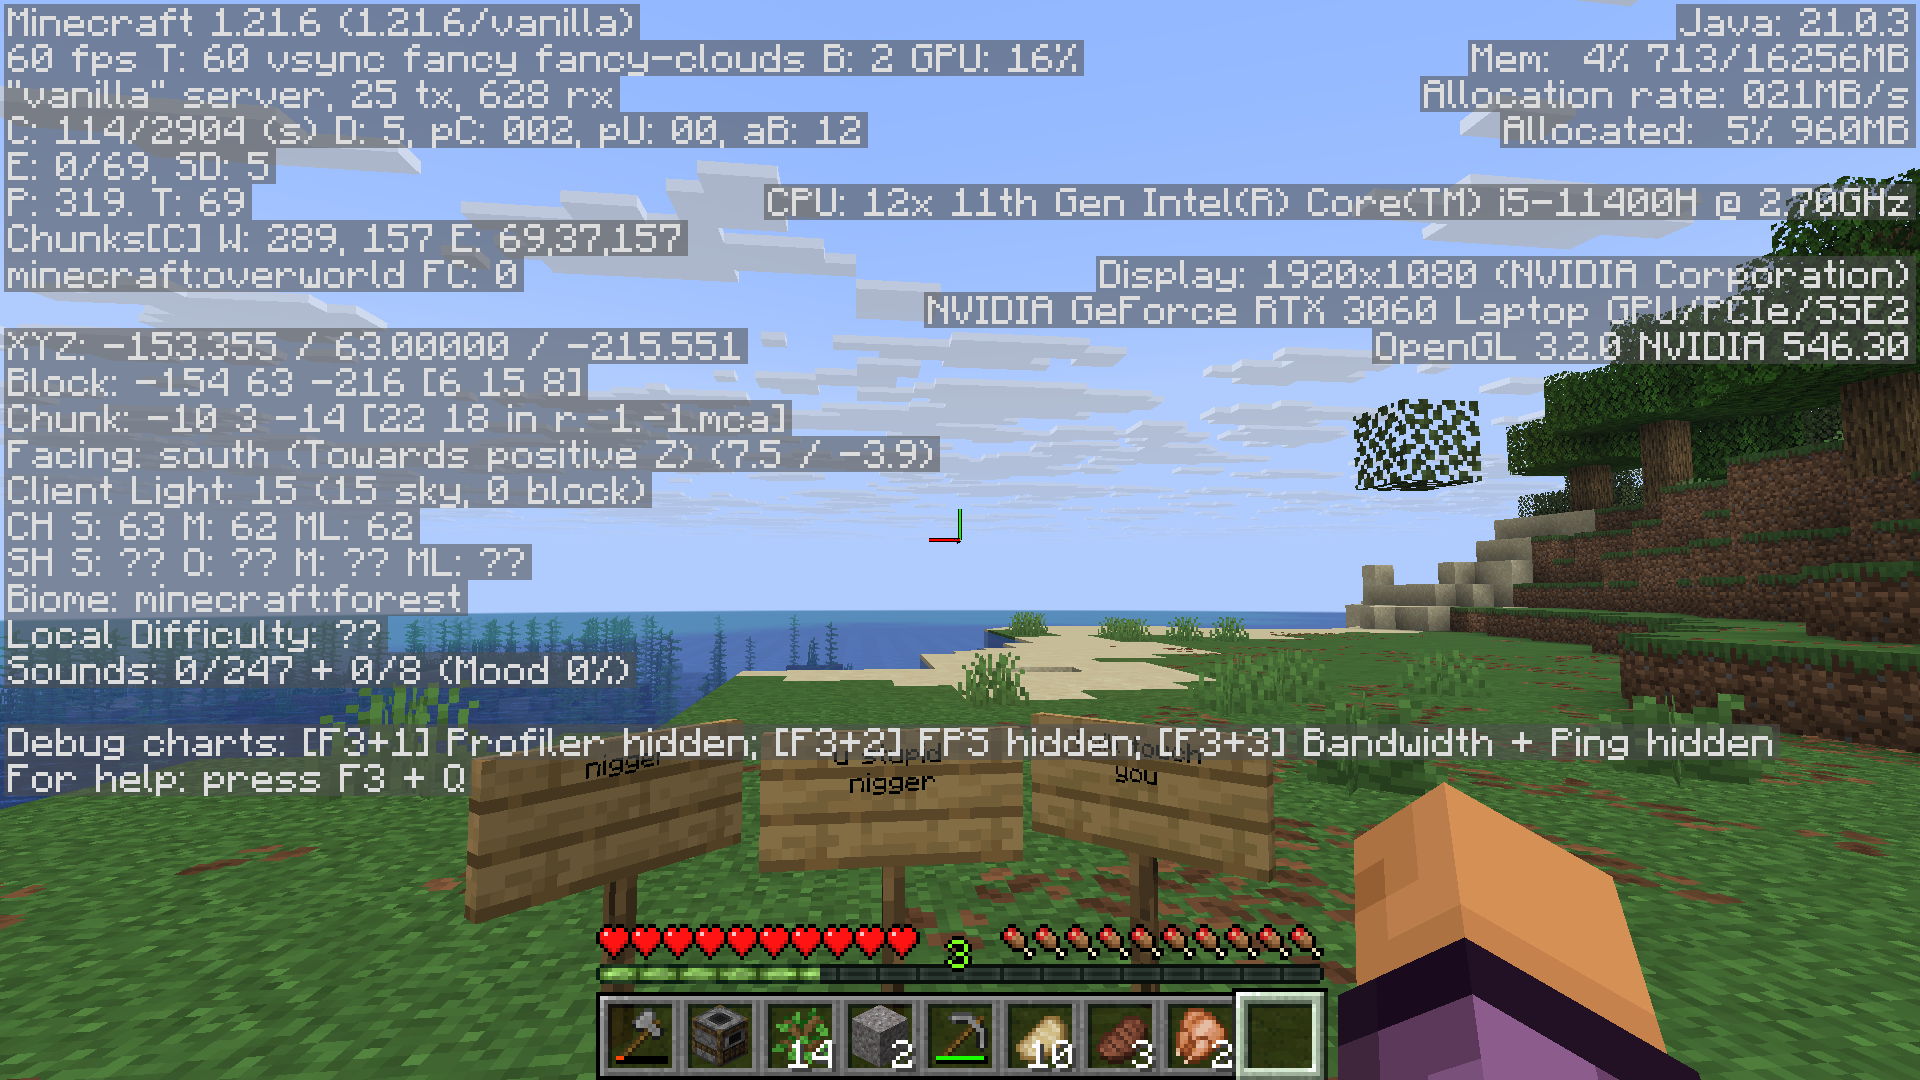 Minecraft 1.21.6 (1.21.6/vanilla)
60 fps T: 60 vsync fancy fancy-clouds B: 2 GPU: 16%
"vanilla" server, 25 tx, 628 rx
C: 114/2904 (s) D: 5, pC: 002, pU: 00, aB: 12
E: 0/69, SD: 5
P: 319. T: 69
Chunks[C] W: 289, 157 E: 69,37,157
minecraft:overworld FC: 0
XYZ: -153.355 / 63.00000 / -215.551
Block: -154 63 -216 [6 15 8]
Chunk: -10 3 -14 [22 18 in r.-1.-1.mca]
Facing: south (Towards positive Z) (7.5 / -3.9)
Client Light: 15 (15 sky, 0 block)
CH S: 63 M: 62 ML: 62
SH S: ?? O: ?? M: ?? ML: ??
Biome: minecraft:forest
Local Difficulty: ??
Sounds: 0/247 + 0/8 (Mood 0%)
Debug charts: [F3+1] Profiler hidden; [F3+2] FPS hidden; [F3+3] Bandwidth + Ping hidden
For help: press F3 + Q
Java: 21.0.3
Mem: 4% 713/16256MB
Allocation rate: 021MB/s
Allocated: 5% 960MB
CPU: 12x 11th Gen Intel(R) Core(TM) i5-11400H @ 2.70GHz
Display: 1920x1080 (NVIDIA Corporation)
NVIDIA GeForce RTX 3060 Laptop GPU/PCIe/SSE2
OpenGL 3.2.0 NVIDIA 546.30
nigger
u stupid
nigger
touch
you
3
14
2
10
3
2